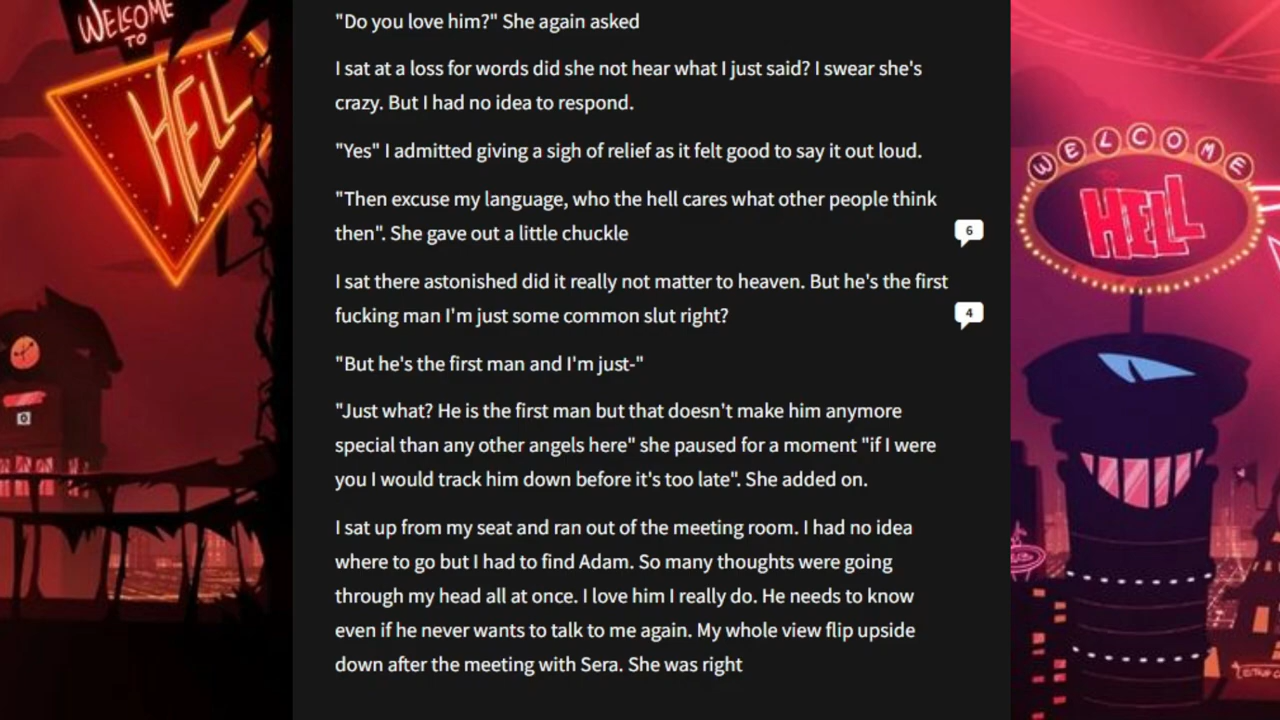 WELCOME
TO
HELL
"Do you love him?" She again asked
I sat at a loss for words did she not hear what I just said? I swear she's
crazy. But I had no idea to respond.
"Yes" I admitted giving a sigh of relief as it felt good to say it out loud.
"Then excuse my language, who the hell cares what other people think
then". She gave out a little chuckle
6
I sat there astonished did it really not matter to heaven. But he's the first
fucking man I'm just some common slut right?
4
"But he's the first man and I'm just-"
"Just what? He is the first man but that doesn't make him anymore
special than any other angels here" she paused for a moment "if I were
you I would track him down before it's too late". She added on.
I sat up from my seat and ran out of the meeting room. I had no idea
where to go but I had to find Adam. So many thoughts were going
through my head all at once. I love him I really do. He needs to know
even if he never wants to talk to me again. My whole view flip upside
down after the meeting with Sera. She was right
WELCOME
HELL